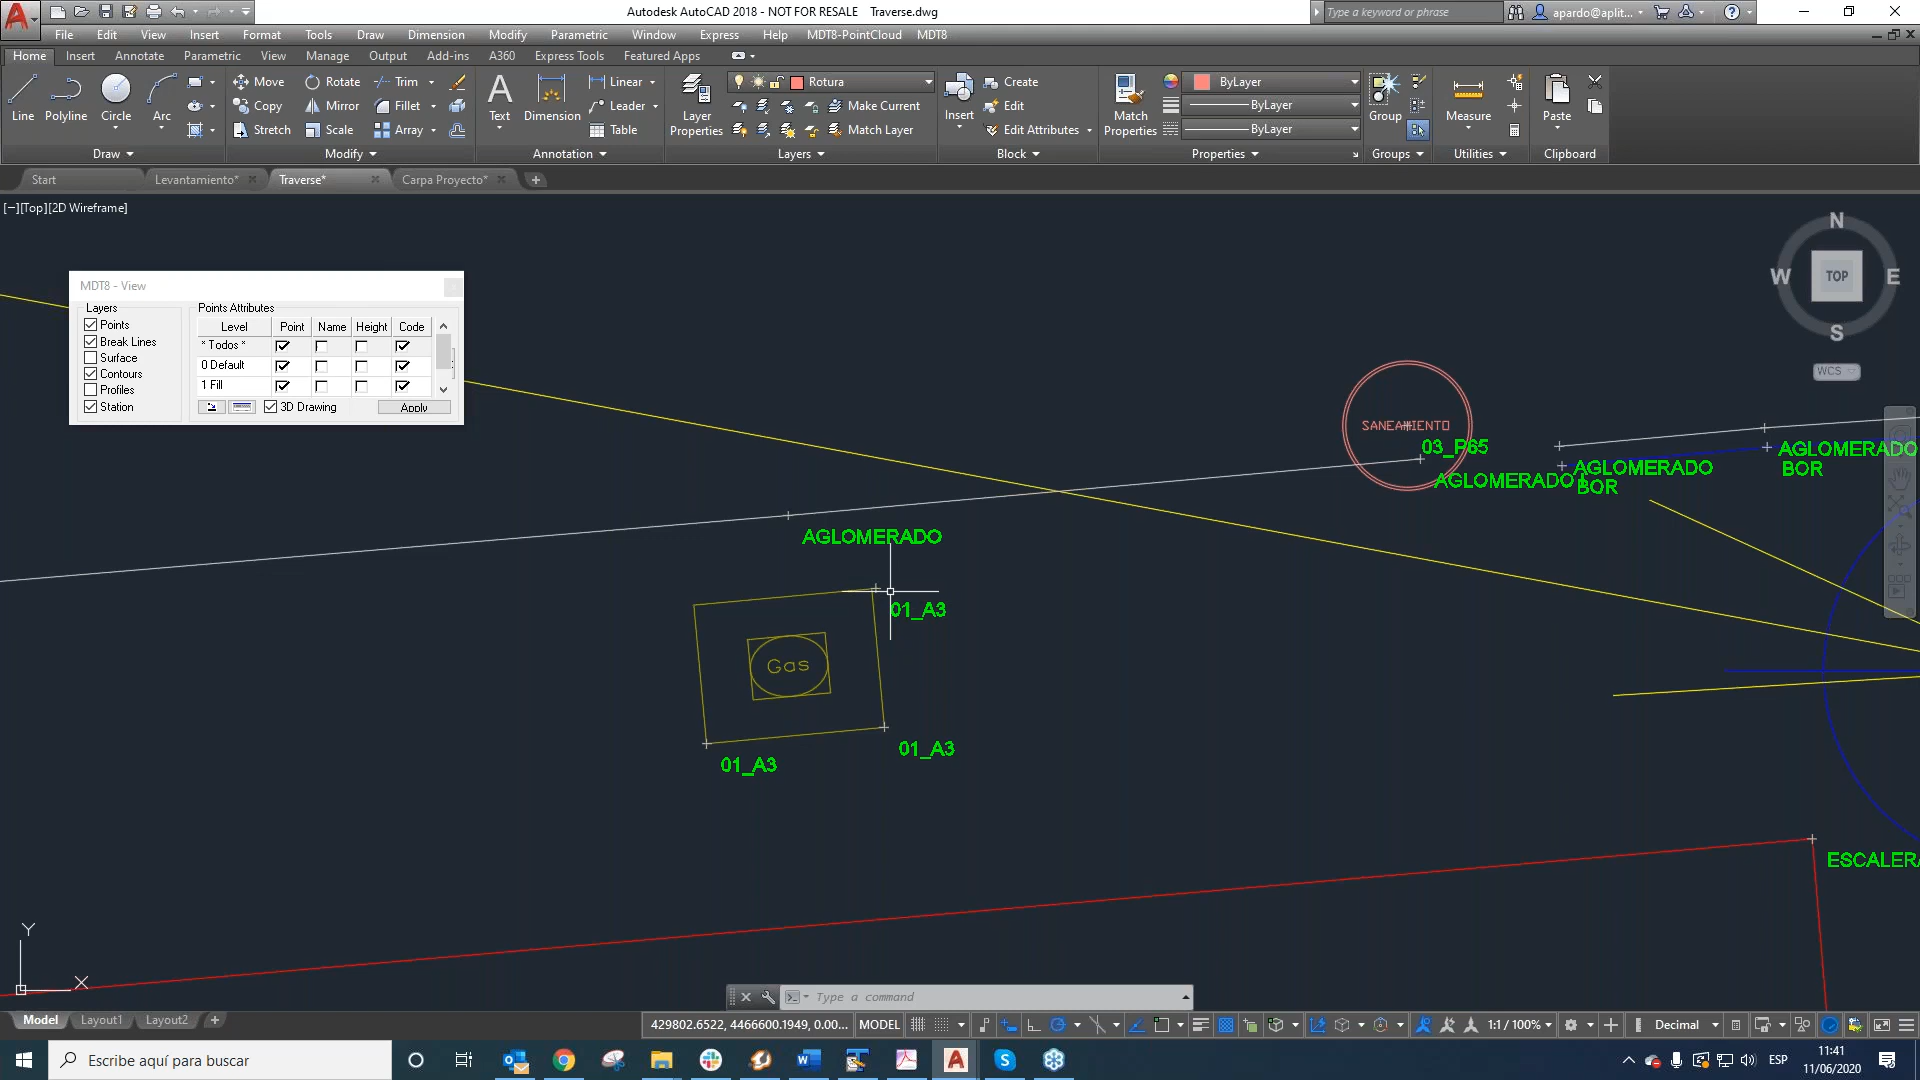 Autodesk AutoCAD 2018 - NOT FOR RESALE Traverse.dwg
Type a keyword or phrase
apardo@aplit...
File Edit View Insert Format Tools Draw Dimension Modify Parametric Window Express Help MDT8-PointCloud MDT8
Home Insert Annotate Parametric View Manage Output Add-ins A360 Express Tools Featured Apps
Line Polyline Circle Arc
Move Rotate Trim
Copy Mirror Fillet
Stretch Scale Array
Text Dimension
Linear
Leader
Table
Layer Properties
Rotura
Make Current
Match Layer
Insert
Create
Edit
Edit Attributes
Match Properties
ByLayer
ByLayer
ByLayer
Group
Measure
Paste
Draw Modify Annotation Layers Block Properties Groups Utilities Clipboard
Start Levantamiento* Traverse* Carpa Proyecto*
[−][Top][2D Wireframe]
N
W TOP E
S
WCS
MDT8 - View
Layers
Points
Break Lines
Surface
Contours
Profiles
Station
Points Attributes
Level Point Name Height Code
* Todos *
0 Default
1 Fill
3D Drawing
Apply
SANEAMIENTO
03_P65
AGLOMERADO
AGLOMERADO
BOR
AGLOMERADO
BOR
AGLOMERADO
01_A3
Gas
01_A3
01_A3
ESCALERA
Y
X
Type a command
Model Layout1 Layout2
429802.6522, 4466600.1949, 0.00... MODEL
1:1 / 100%
Decimal
Escribe aquí para buscar
ESP
11:41
11/06/2020